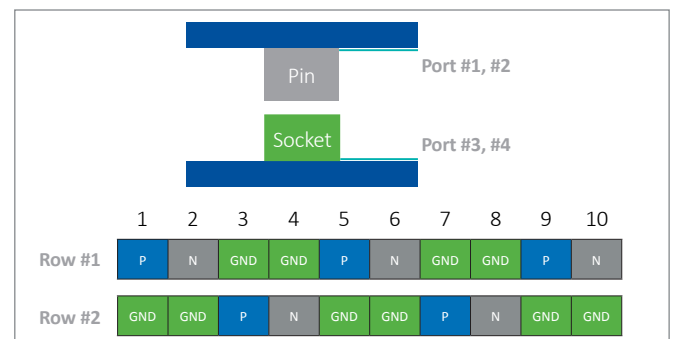 Pin
Port #1, #2
Socket
Port #3, #4
1 2 3 4 5 6 7 8 9 10
Row #1 P N GND GND P N GND GND P N
Row #2 GND GND P N GND GND P N GND GND